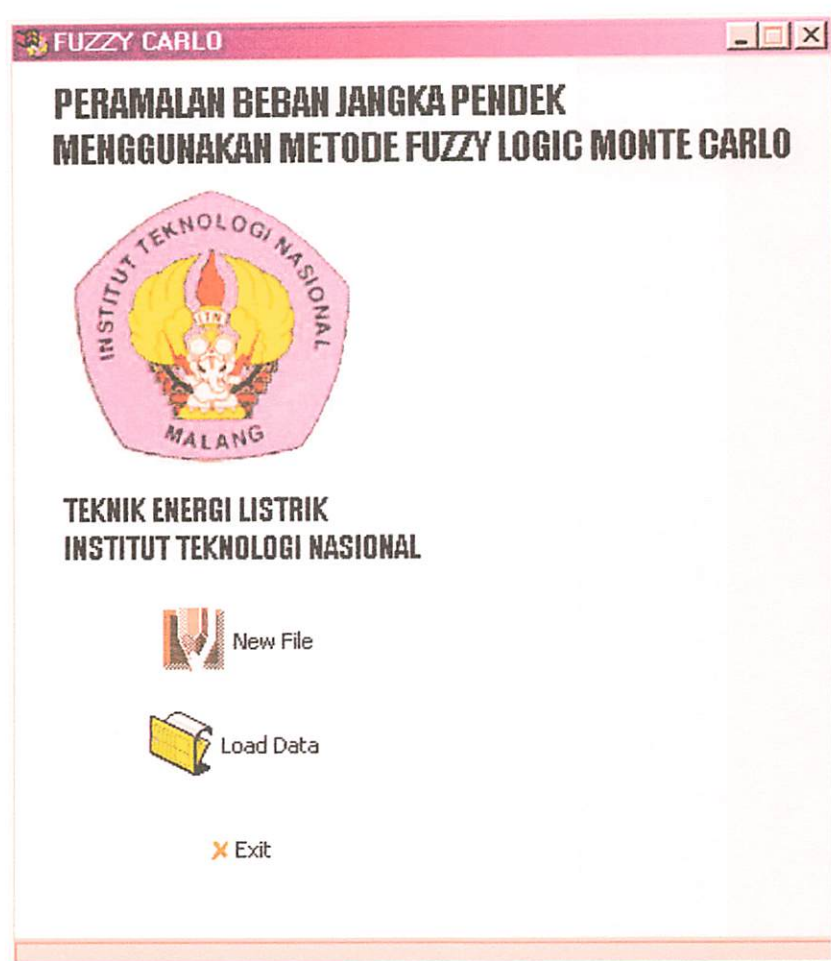 FUZZY CARLO
PERAMALAN BEBAN JANGKA PENDEK
MENGGUNAKAN METODE FUZZY LOGIC MONTE CARLO
INSTITUT TEKNOLOGI NASIONAL
ITN
MALANG
TEKNIK ENERGI LISTRIK
INSTITUT TEKNOLOGI NASIONAL
New File
Load Data
Exit